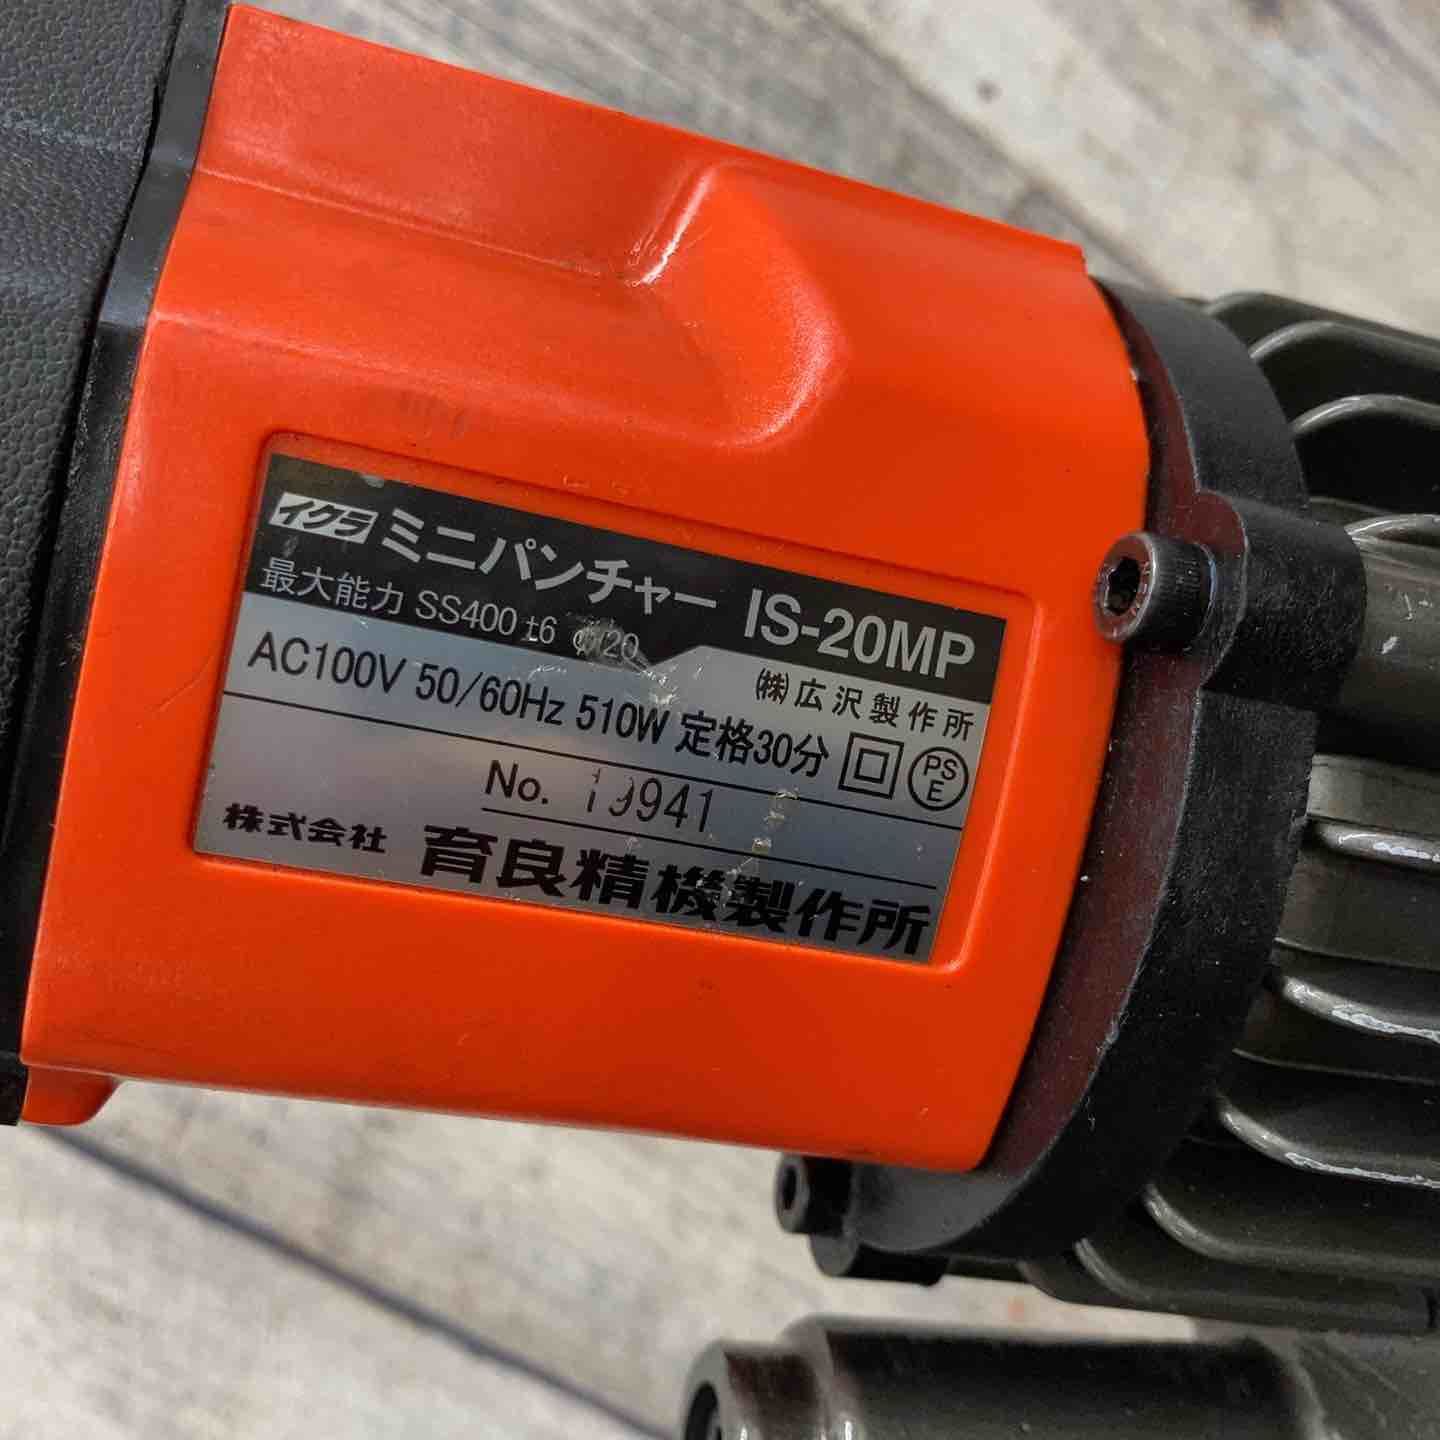 イクラ ミニパンチャー IS-20MP
最大能力 SS400 t6 φ20
㈱広沢製作所
AC100V 50/60Hz 510W 定格30分
PS
E
No. 19941
株式会社 育良精機製作所